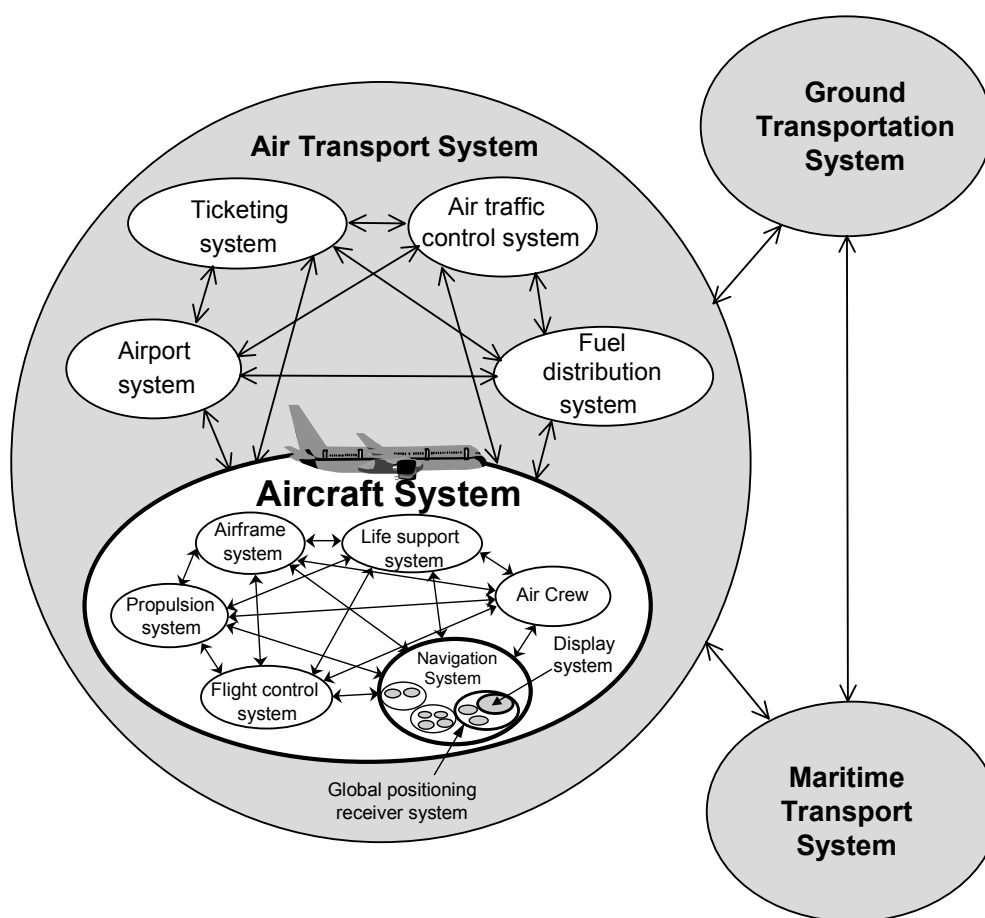 Ground
Transportation
System
Air Transport System
Ticketing
system
Air traffic
control system
Airport
system
Fuel
distribution
system
Aircraft System
Airframe
system
Life support
system
Propulsion
system
Air Crew
Display
system
Navigation
System
Flight control
system
Global positioning
receiver system
Maritime
Transport
System